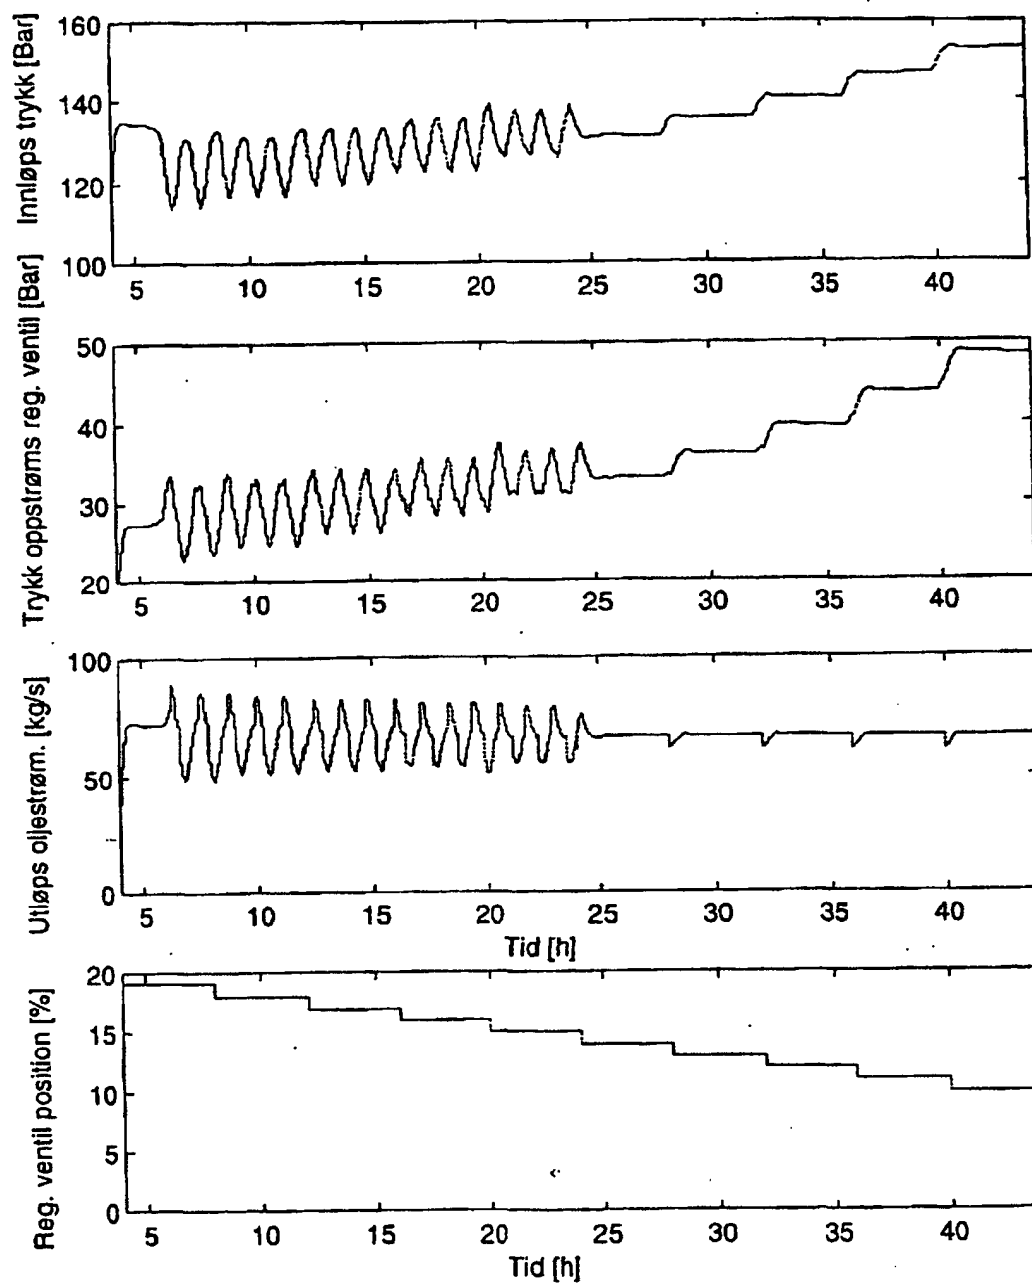 Innløps trykk [Bar]
160
140
120
100
5 10 15 20 25 30 35 40
Trykk oppstrøms reg. ventil [Bar]
50
40
30
20
5 10 15 20 25 30 35 40
Utløps oljestrøm. [kg/s]
100
50
0
5 10 15 20 25 30 35 40
Tid [h]
Reg. ventil position [%]
20
15
10
5
0
5 10 15 20 25 30 35 40
Tid [h]